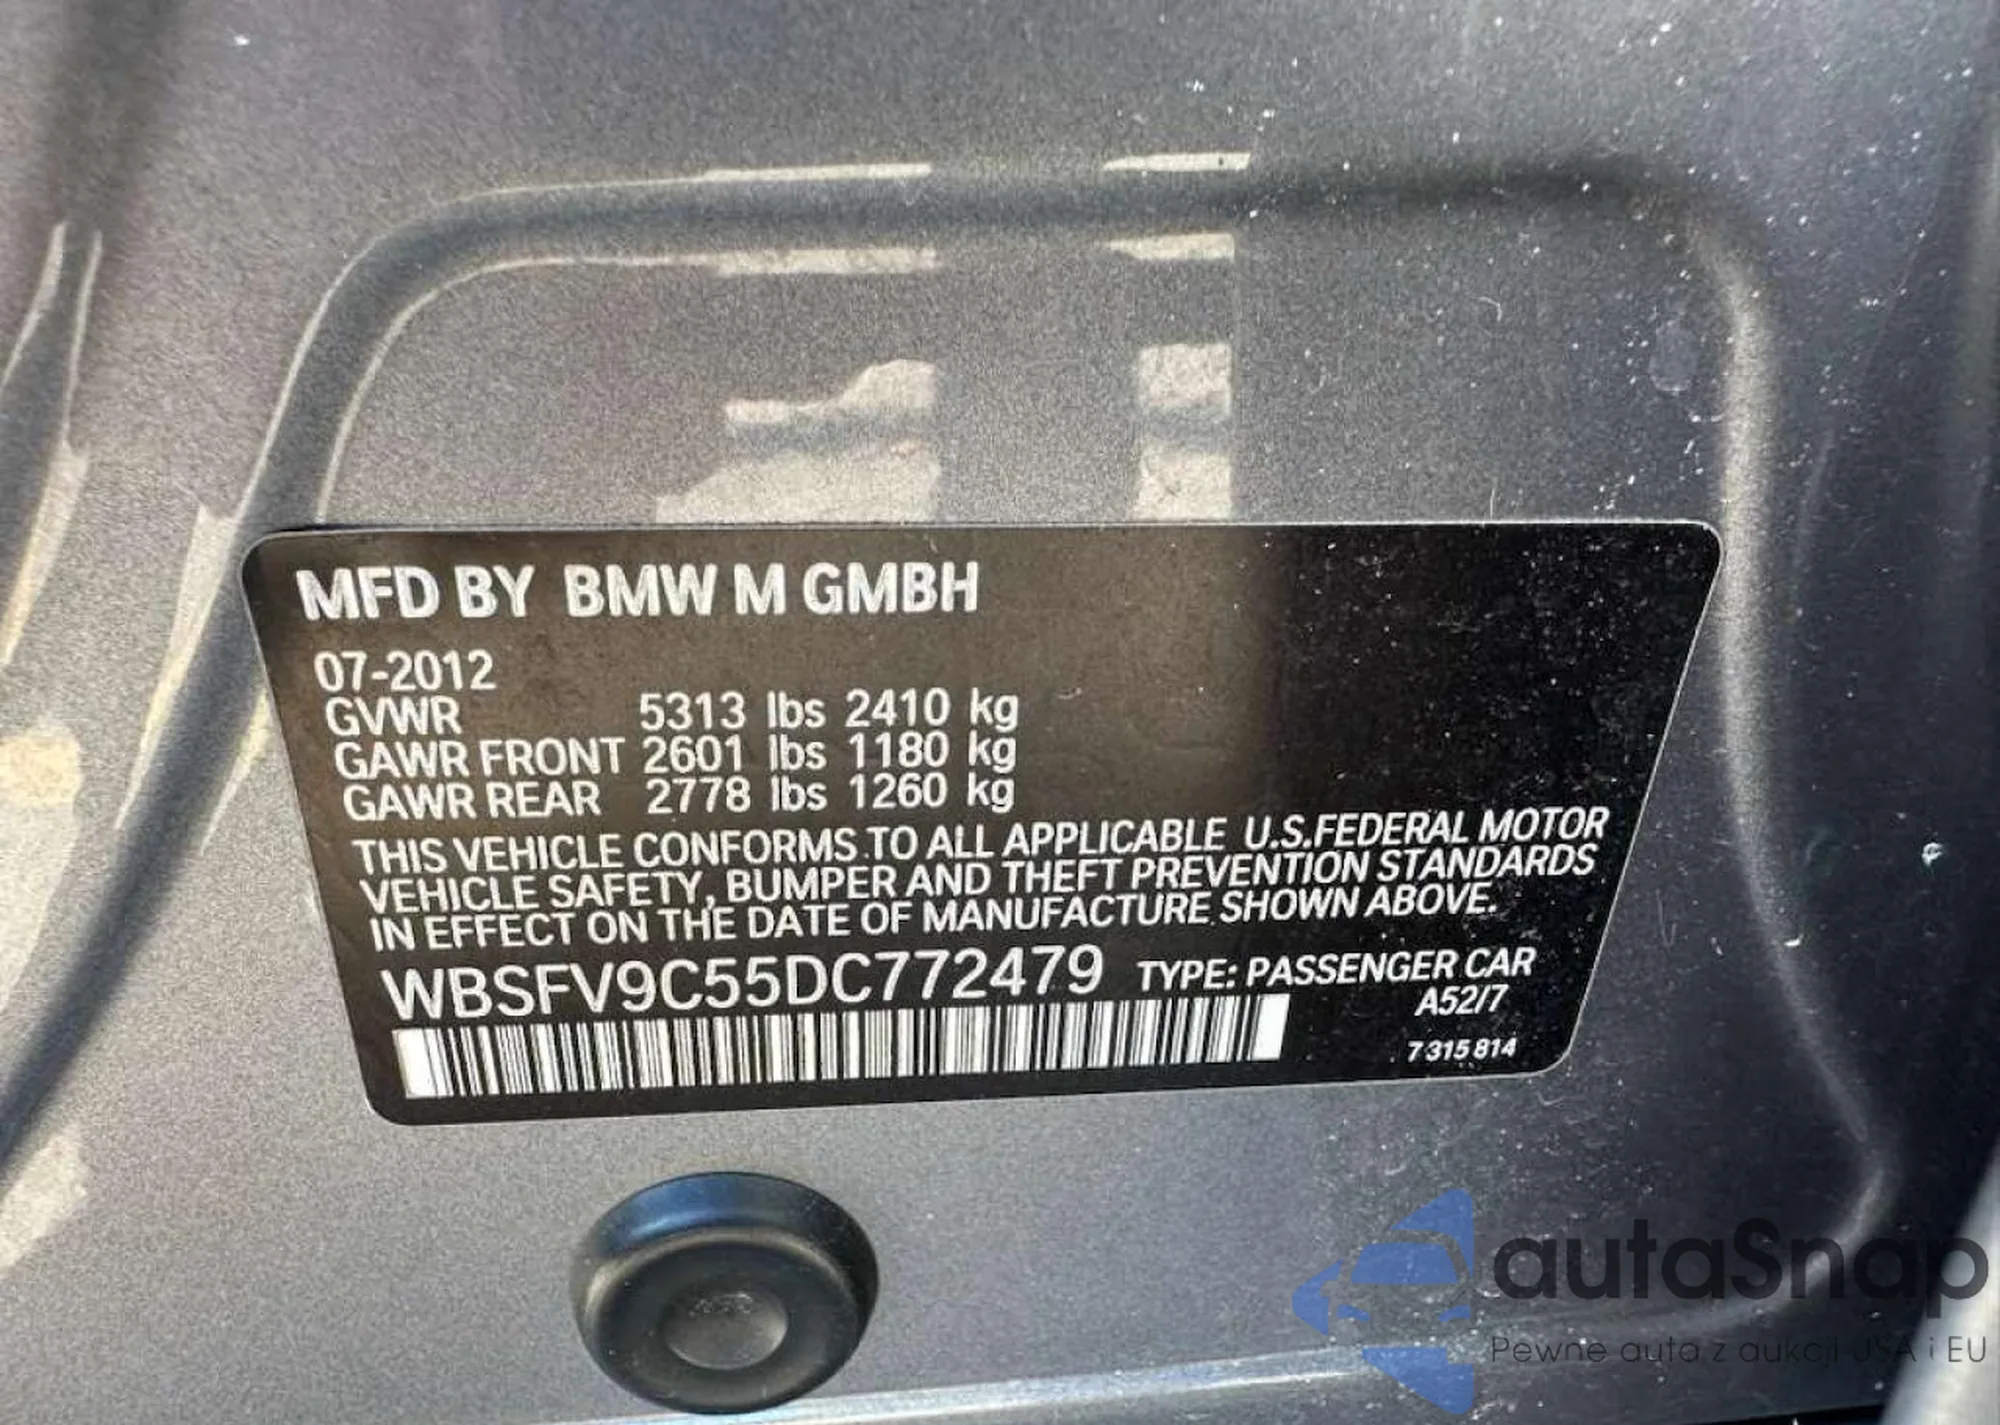 MFD BY BMW M GMBH
07-2012
GVWR 5313 lbs 2410 kg
GAWR FRONT 2601 lbs 1180 kg
GAWR REAR 2778 lbs 1260 kg
THIS VEHICLE CONFORMS TO ALL APPLICABLE U.S.FEDERAL MOTOR
VEHICLE SAFETY, BUMPER AND THEFT PREVENTION STANDARDS
IN EFFECT ON THE DATE OF MANUFACTURE SHOWN ABOVE.
WBSFV9C55DC772479 TYPE: PASSENGER CAR
A52/7
7 315 814
autaSnap
Pewne auta z aukcji USA i EU